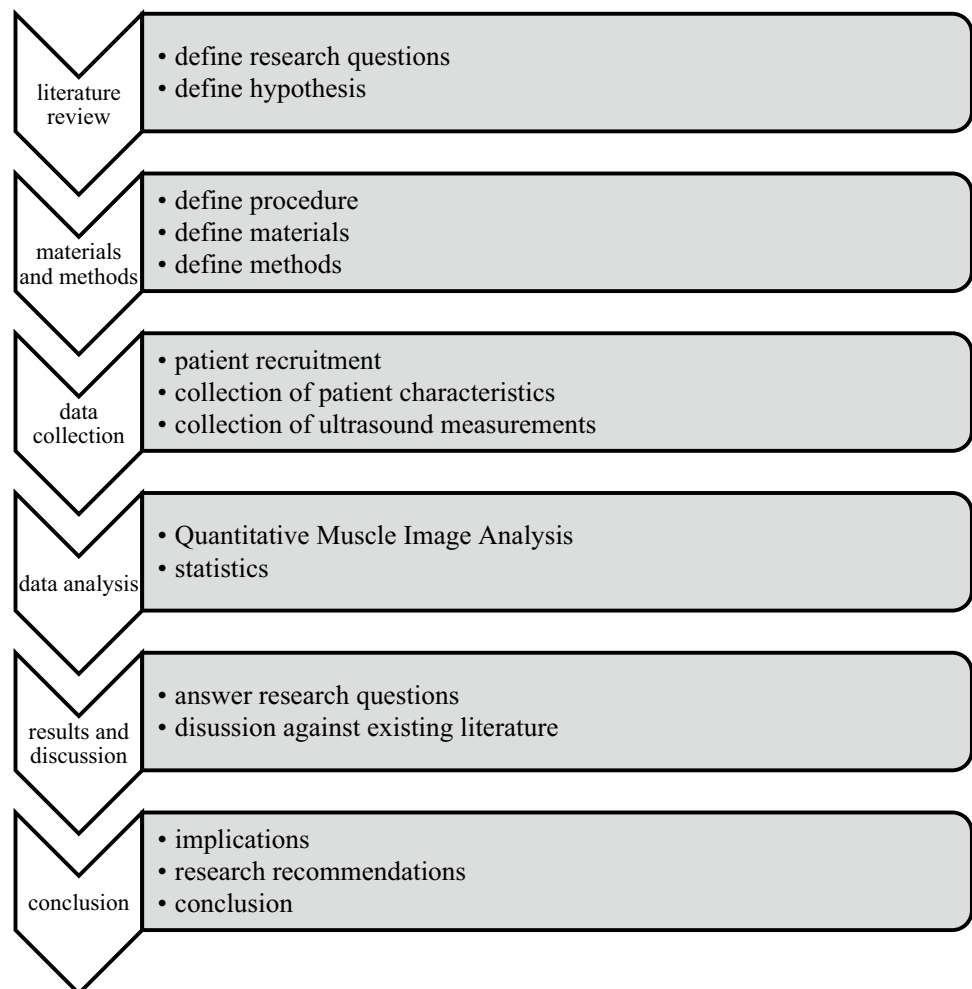 literature
review
• define research questions
• define hypothesis
materials
and methods
• define procedure
• define materials
• define methods
data
collection
• patient recruitment
• collection of patient characteristics
• collection of ultrasound measurements
data analysis
• Quantitative Muscle Image Analysis
• statistics
results and
discussion
• answer research questions
• disussion against existing literature
conclusion
• implications
• research recommendations
• conclusion